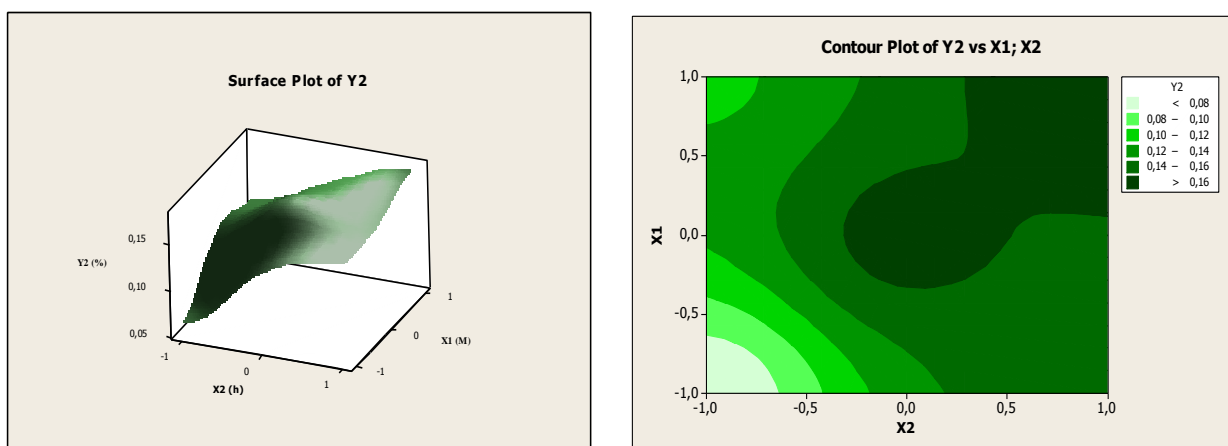 Surface Plot of Y2
0,15
Y2 (%)
0,10
0,05
-1
0
1
X2 (h)
-1
0
1
X1 (M)
Contour Plot of Y2 vs X1; X2
1,0
0,5
0,0
-0,5
-1,0
X1
-1,0 -0,5 0,0 0,5 1,0
X2
Y2
< 0,08
0,08 – 0,10
0,10 – 0,12
0,12 – 0,14
0,14 – 0,16
> 0,16